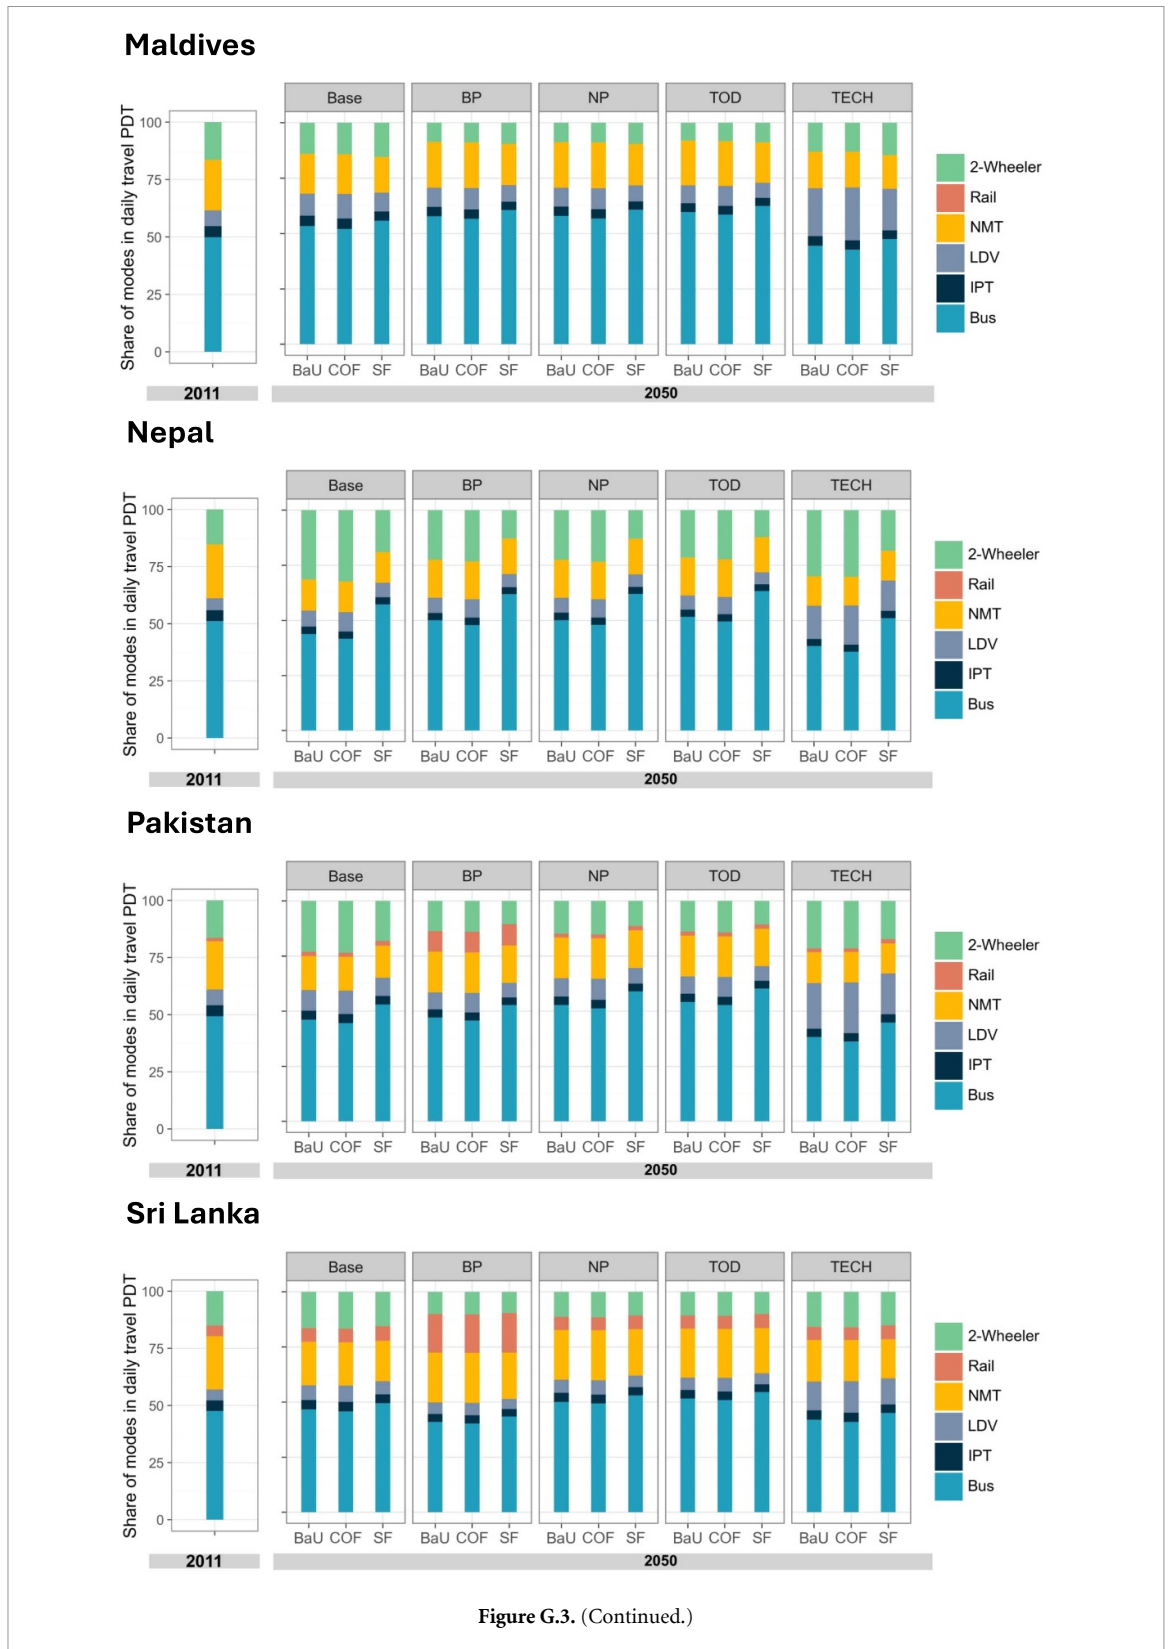 Maldives
Share of modes in daily travel PDT
100
75
50
25
0
2011
Base BP NP TOD TECH
BaU COF SF BaU COF SF BaU COF SF BaU COF SF BaU COF SF
2050
2-Wheeler
Rail
NMT
LDV
IPT
Bus
Nepal
Share of modes in daily travel PDT
100
75
50
25
0
2011
Base BP NP TOD TECH
BaU COF SF BaU COF SF BaU COF SF BaU COF SF BaU COF SF
2050
2-Wheeler
Rail
NMT
LDV
IPT
Bus
Pakistan
Share of modes in daily travel PDT
100
75
50
25
0
2011
Base BP NP TOD TECH
BaU COF SF BaU COF SF BaU COF SF BaU COF SF BaU COF SF
2050
2-Wheeler
Rail
NMT
LDV
IPT
Bus
Sri Lanka
Share of modes in daily travel PDT
100
75
50
25
0
2011
Base BP NP TOD TECH
BaU COF SF BaU COF SF BaU COF SF BaU COF SF BaU COF SF
2050
2-Wheeler
Rail
NMT
LDV
IPT
Bus
Figure G.3. (Continued.)